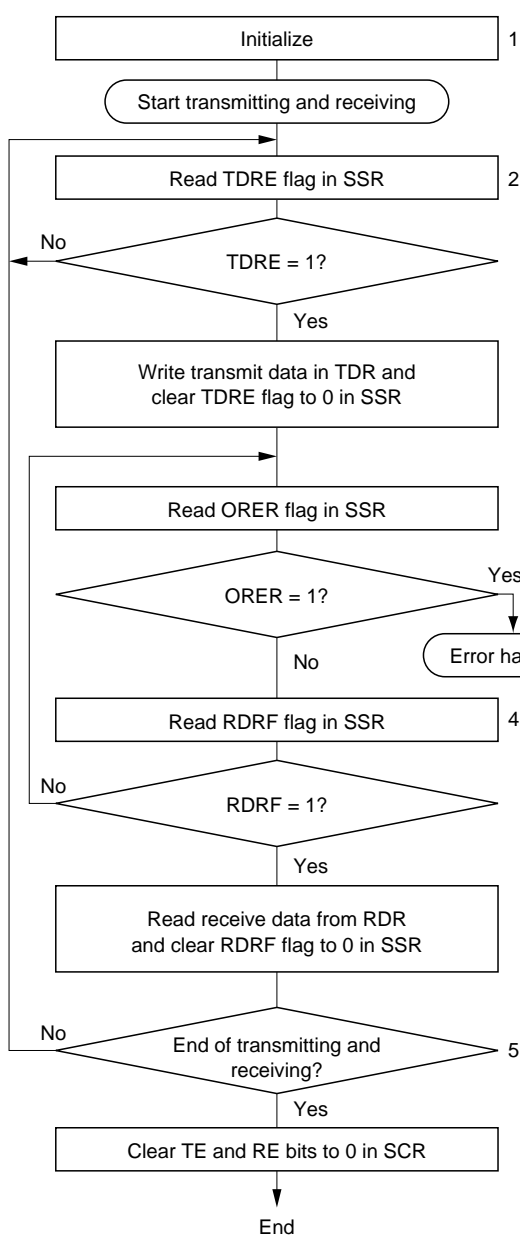 Initialize
1
Start transmitting and receiving
Read TDRE flag in SSR
2
No
TDRE = 1?
Yes
Write transmit data in TDR and
clear TDRE flag to 0 in SSR
Read ORER flag in SSR
Yes
ORER = 1?
Error ha
No
Read RDRF flag in SSR
4
No
RDRF = 1?
Yes
Read receive data from RDR
and clear RDRF flag to 0 in SSR
No
End of transmitting and
receiving?
5
Yes
Clear TE and RE bits to 0 in SCR
End